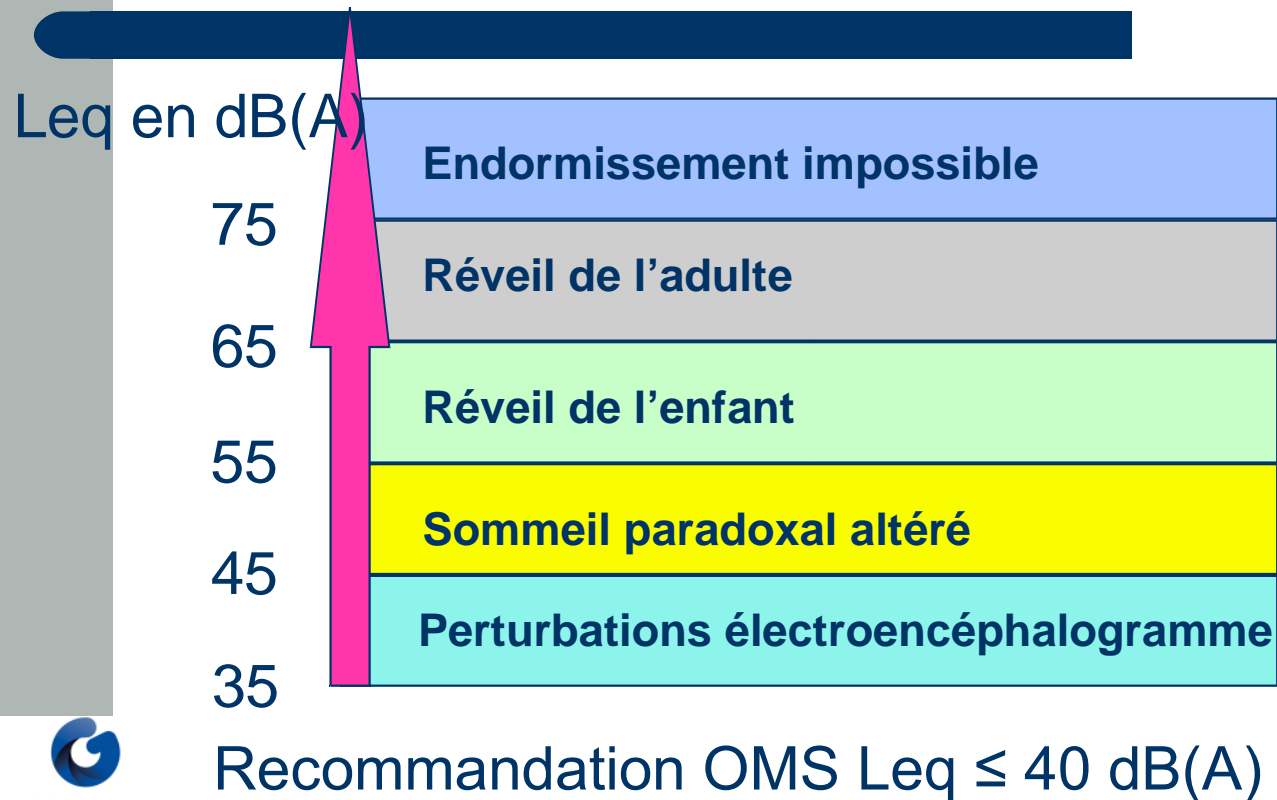 Leq en dB(A)
Endormissement impossible
75
Réveil de l’adulte
65
Réveil de l’enfant
55
Sommeil paradoxal altéré
45
Perturbations électroencéphalogramme
35
Recommandation OMS Leq ≤ 40 dB(A)